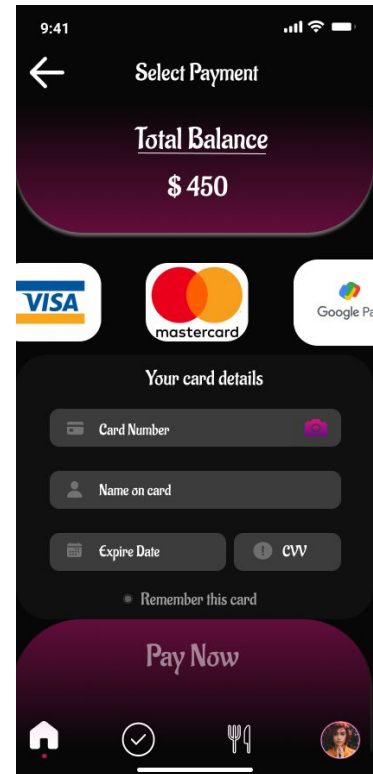 9:41
Select Payment
Total Balance
$ 450
VISA
mastercard
Google Pa
Your card details
Card Number
Name on card
Expire Date
CVV
Remember this card
Pay Now